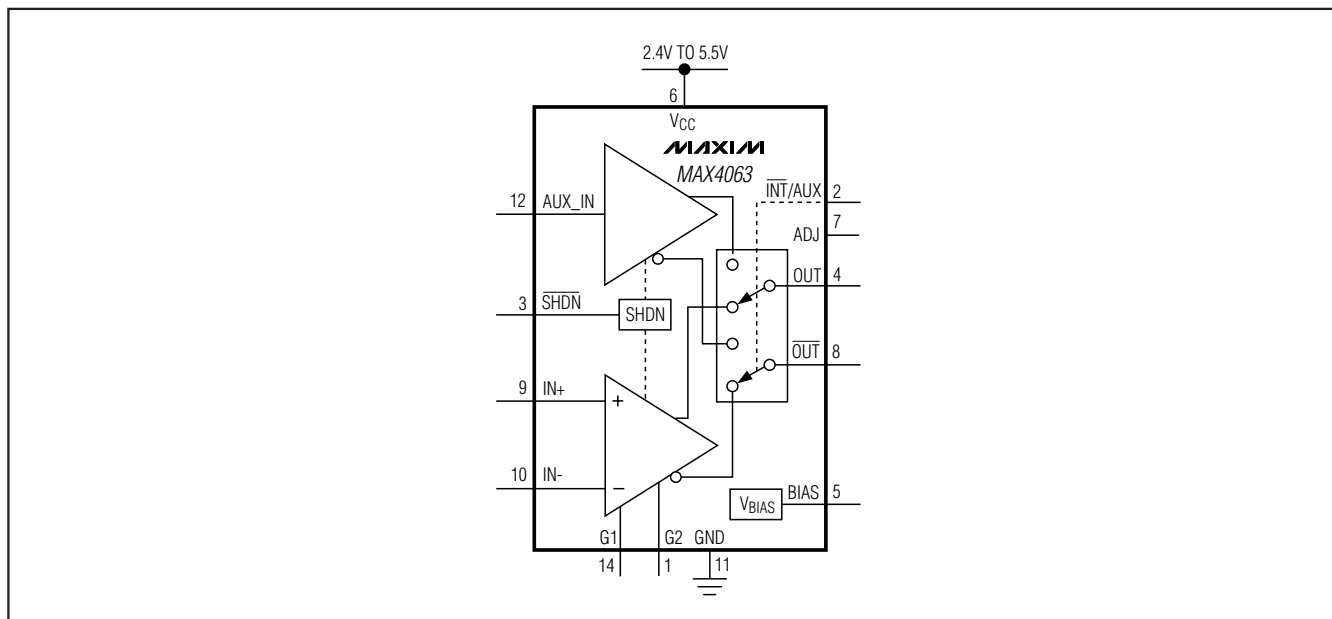 2.4V TO 5.5V
6
VCC
MAXIM
MAX4063
12 AUX_IN
INT/AUX 2
7
ADJ
OUT 4
3 SHDN
SHDN
OUT 8
9 IN+
+
10 IN-
−
VBIAS
BIAS 5
G1 G2 GND
14 1 11